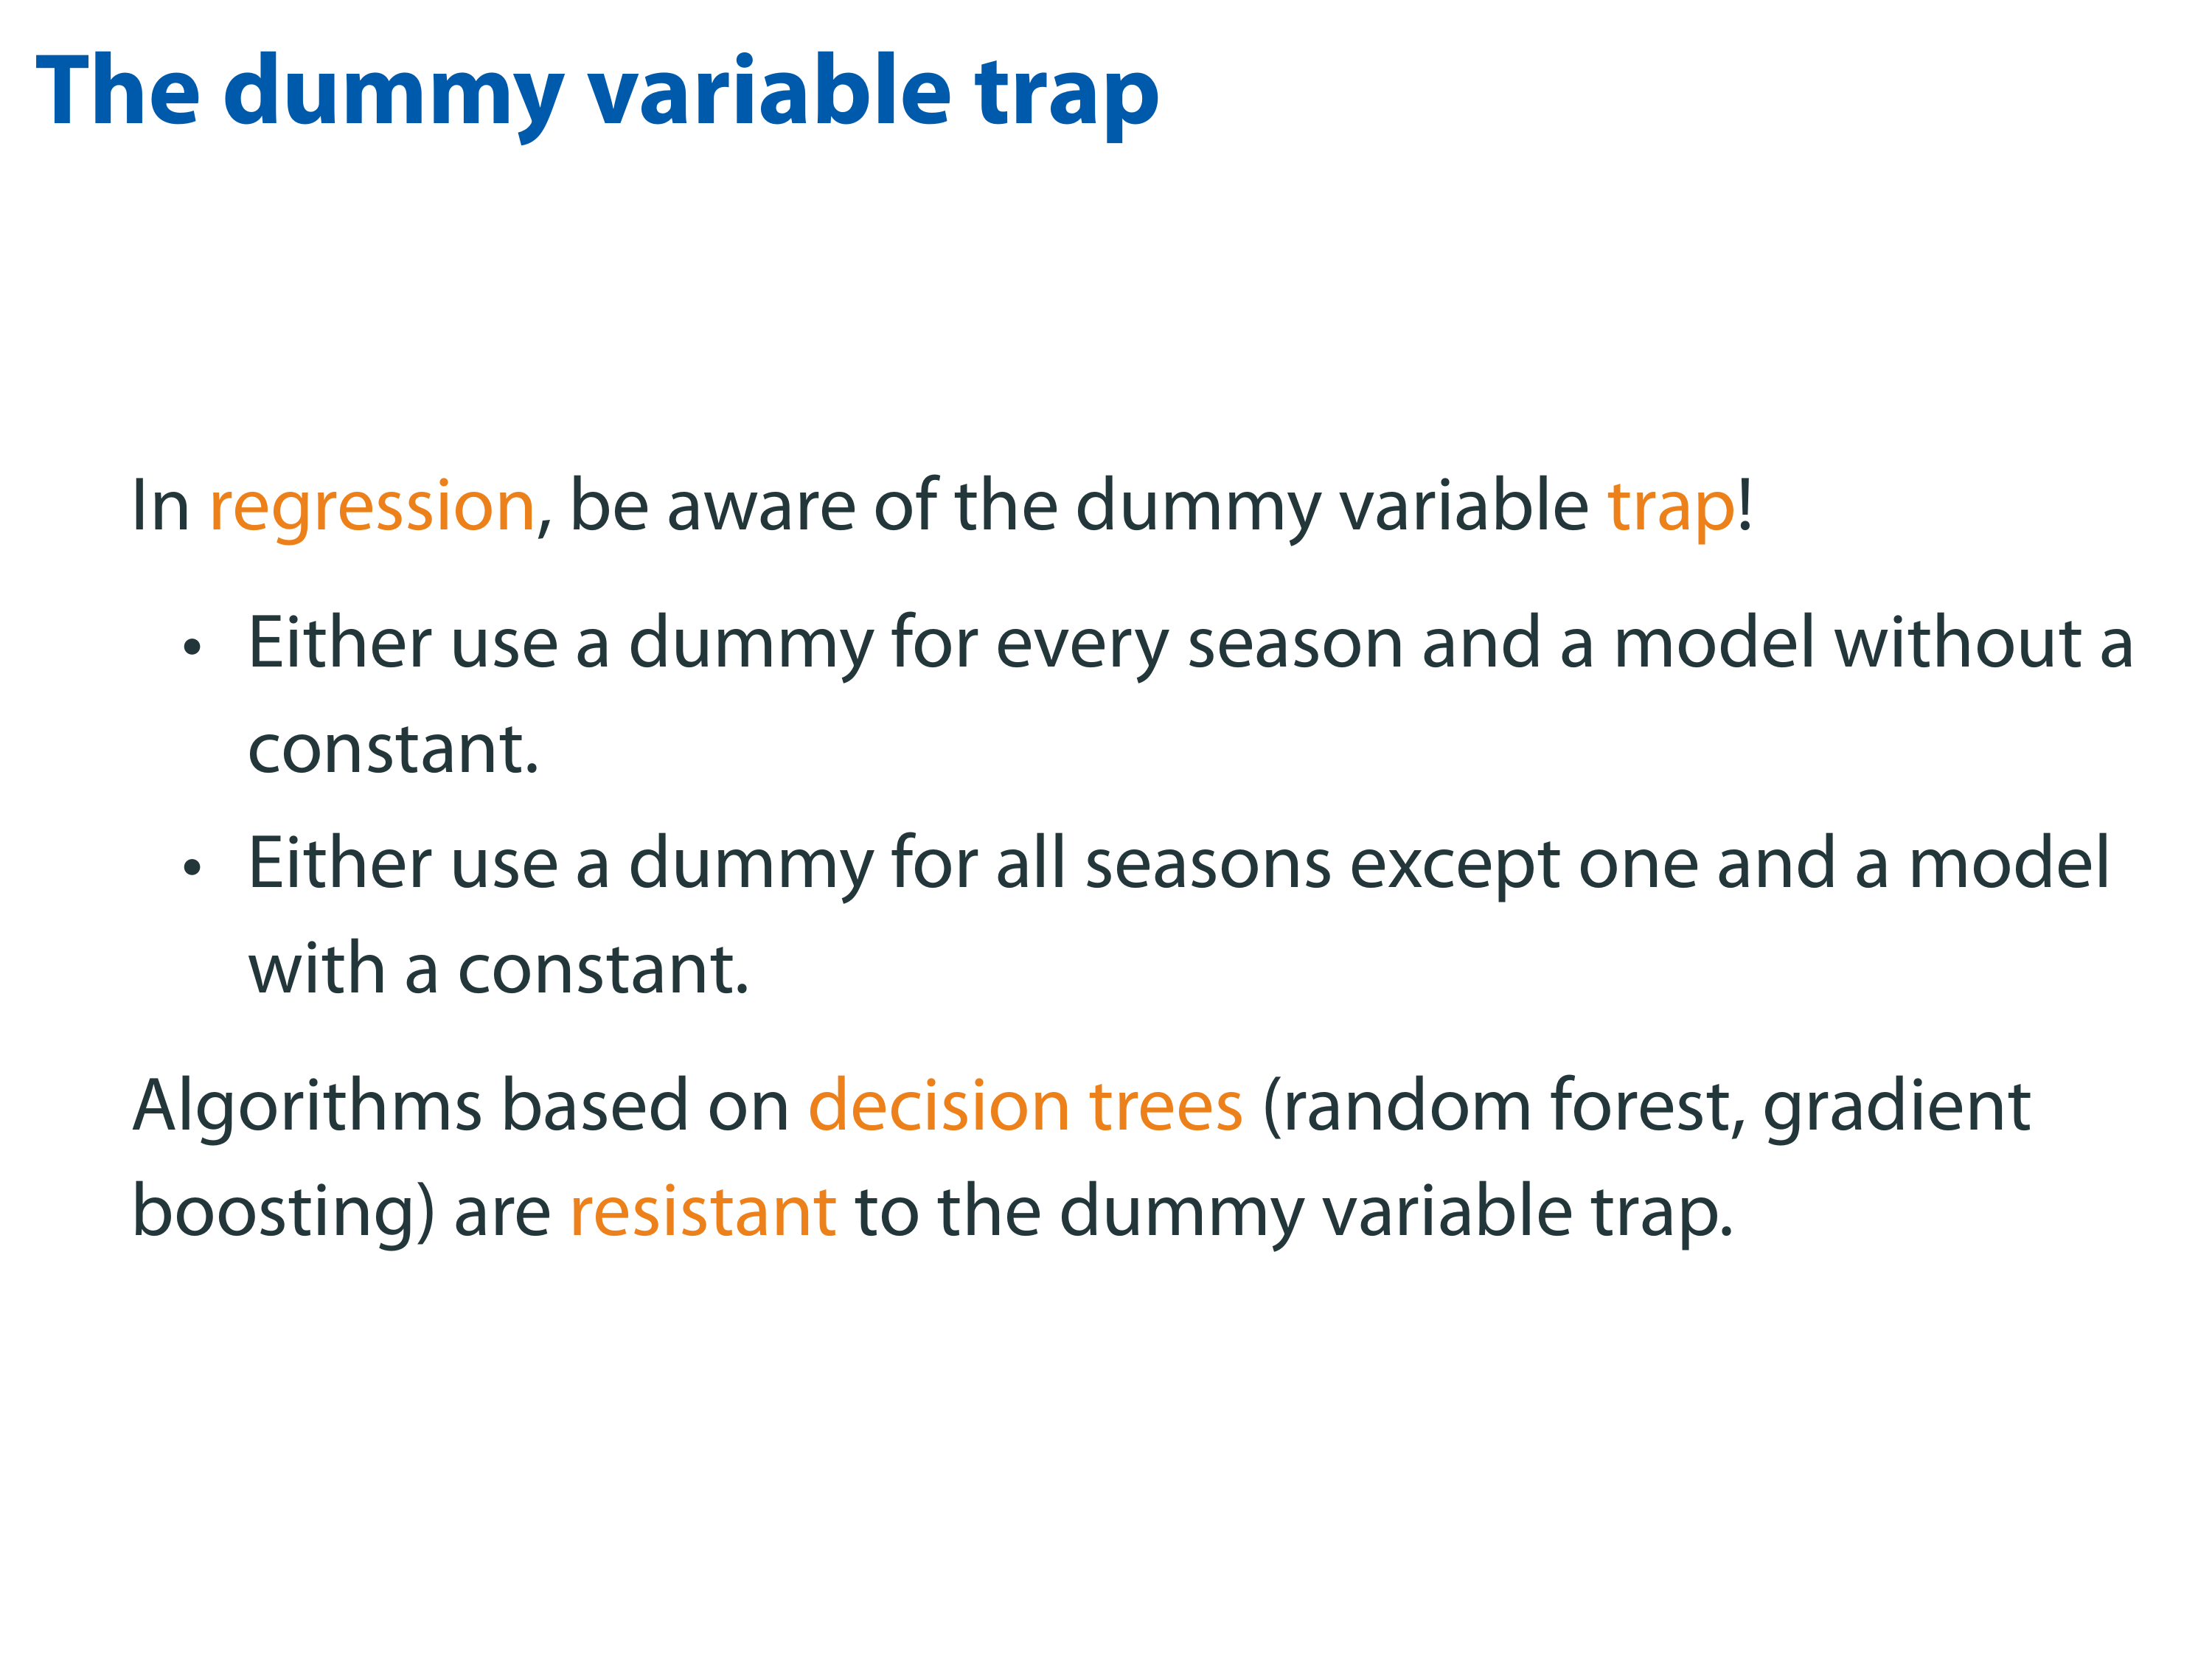 The dummy variable trap
In regression, be aware of the dummy variable trap!
• Either use a dummy for every season and a model without a
constant.
• Either use a dummy for all seasons except one and a model
with a constant.
Algorithms based on decision trees (random forest, gradient
boosting) are resistant to the dummy variable trap.